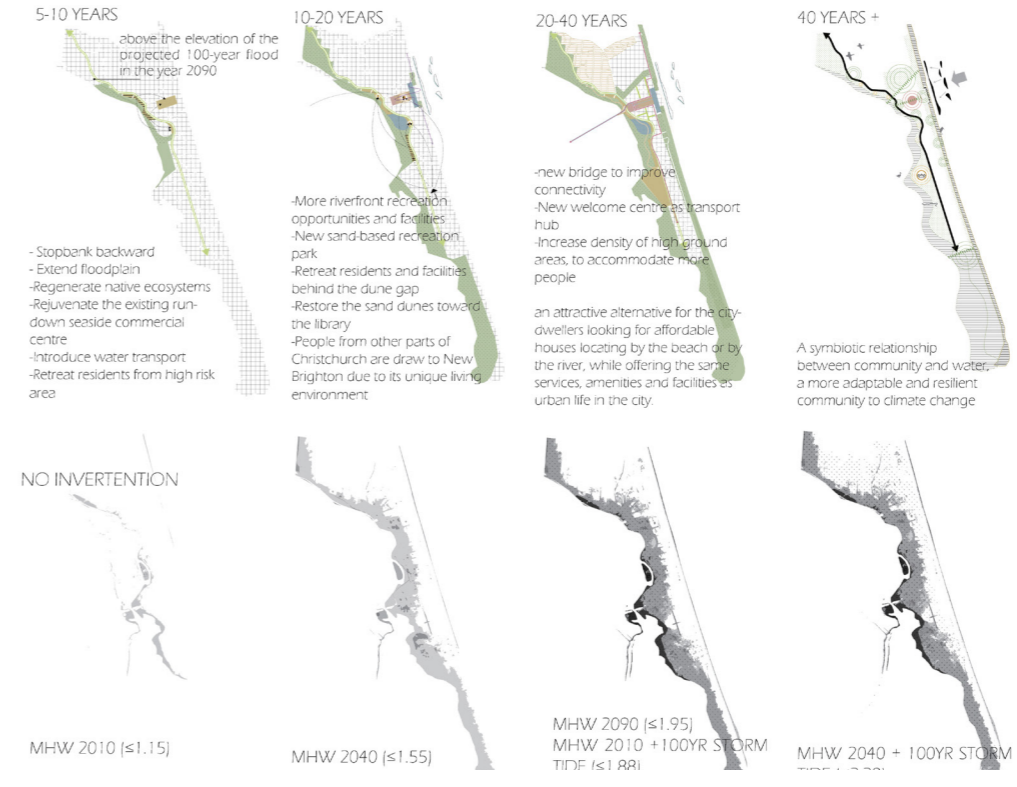 5-10 YEARS
above the elevation of the
projected 100-year flood
in the year 2090
- Stopbank backward
- Extend floodplain
-Regenerate native ecosystems
-Rejuvenate the existing run-
down seaside commercial
centre
-Introduce water transport
-Retreat residents from high risk
area
10-20 YEARS
-More riverfront recreation
opportunities and facilities
-New sand-based recreation
park
-Retreat residents and facilities
behind the dune gap
-Restore the sand dunes toward
the library
-People from other parts of
Christchurch are draw to New
Brighton due to its unique living
environment
20-40 YEARS
-new bridge to improve
connectivity
-New welcome centre as transport
hub
-Increase density of high ground
areas, to accommodate more
people
an attractive alternative for the city-
dwellers looking for affordable
houses locating by the beach or by
the river, while offering the same
services, amenities and facilities as
urban life in the city.
40 YEARS +
A symbiotic relationship
between community and water,
a more adaptable and resilient
community to climate change
NO INVERTENTION
MHW 2010 (≤1.15)
MHW 2040 (≤1.55)
MHW 2090 (≤1.95)
MHW 2010 +100YR STORM
TIDE (≤1.88)
MHW 2040 + 100YR STORM